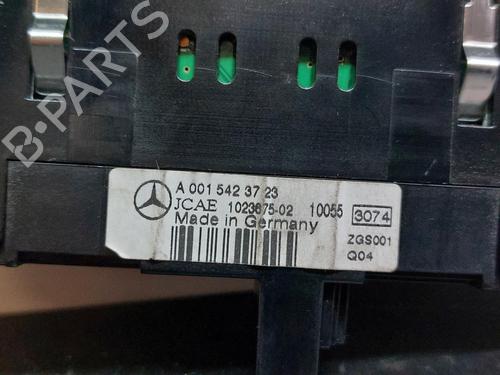 B-PARTS
A 001 542 37 23
JCAE 1023675-02 10055 3074
Made in Germany
ZGS001
Q04